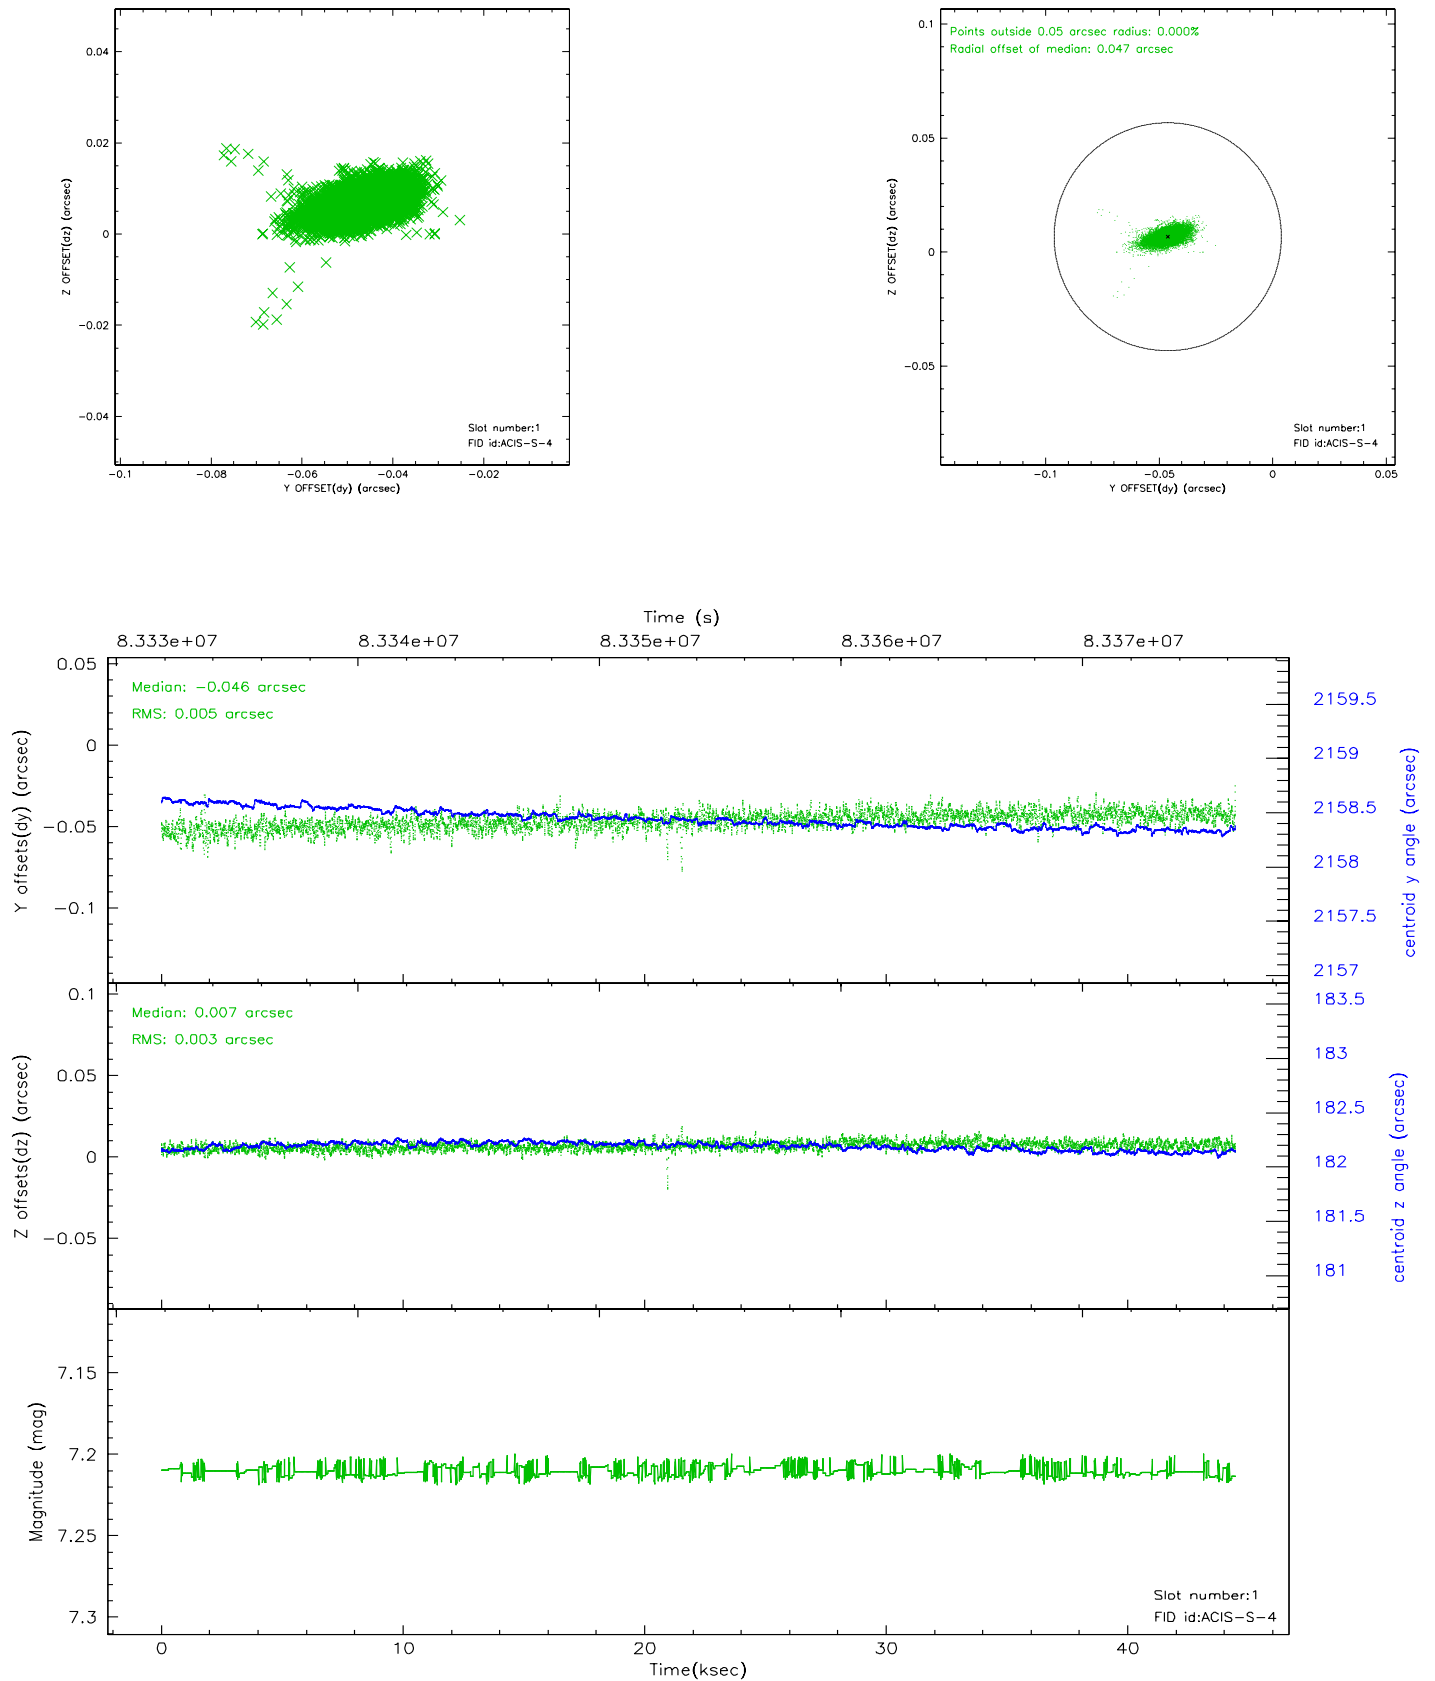 0.04
0.02
0
-0.02
-0.04
Z OFFSET(dz) (arcsec)
Slot number:1
FID id:ACIS-S-4
-0.1
-0.08
-0.06
-0.04
-0.02
Y OFFSET(dy) (arcsec)
Points outside 0.05 arcsec radius: 0.000%
Radial offset of median: 0.047 arcsec
0.1
0.05
0
-0.05
Z OFFSET(dz) (arcsec)
Slot number:1
FID id:ACIS-S-4
-0.1
-0.05
0
0.05
Y OFFSET(dy) (arcsec)
Time (s)
8.333e+07
8.334e+07
8.335e+07
8.336e+07
8.337e+07
Median: -0.046 arcsec
RMS: 0.005 arcsec
0.05
0
-0.05
-0.1
Y offsets(dy) (arcsec)
2159.5
2159
2158.5
2158
2157.5
2157
centroid y angle (arcsec)
Median: 0.007 arcsec
RMS: 0.003 arcsec
0.1
0.05
0
-0.05
Z offsets(dz) (arcsec)
183.5
183
182.5
182
181.5
181
centroid z angle (arcsec)
7.15
7.2
7.25
7.3
Magnitude (mag)
Slot number:1
FID id:ACIS-S-4
0
10
20
30
40
Time(ksec)